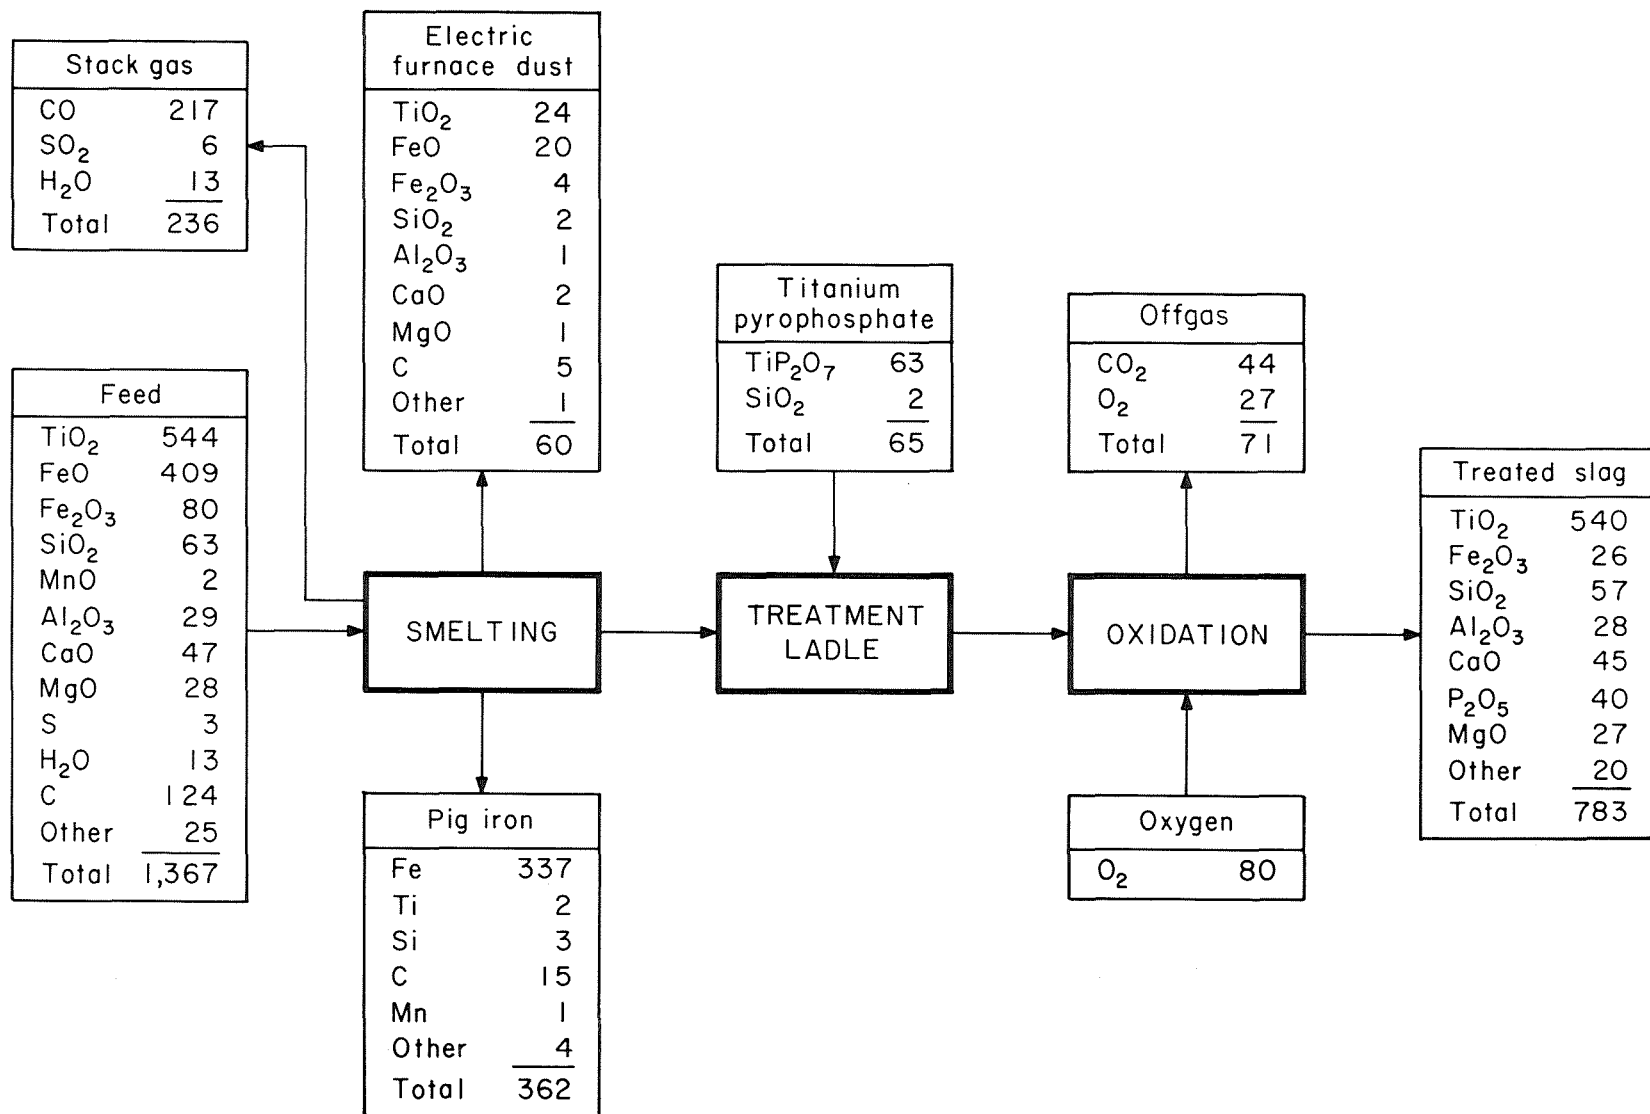 Stack gas
CO 217
SO₂ 6
H₂O 13
Total 236
Electric
furnace dust
TiO₂ 24
FeO 20
Fe₂O₃ 4
SiO₂ 2
Al₂O₃ 1
CaO 2
MgO 1
C 5
Other 1
Total 60
Feed
TiO₂ 544
FeO 409
Fe₂O₃ 80
SiO₂ 63
MnO 2
Al₂O₃ 29
CaO 47
MgO 28
S 3
H₂O 13
C 124
Other 25
Total 1,367
SMELTING
Pig iron
Fe 337
Ti 2
Si 3
C 15
Mn 1
Other 4
Total 362
Titanium
pyrophosphate
TiP₂O₇ 63
SiO₂ 2
Total 65
TREATMENT
LADLE
Offgas
CO₂ 44
O₂ 27
Total 71
OXIDATION
Oxygen
O₂ 80
Treated slag
TiO₂ 540
Fe₂O₃ 26
SiO₂ 57
Al₂O₃ 28
CaO 45
P₂O₅ 40
MgO 27
Other 20
Total 783